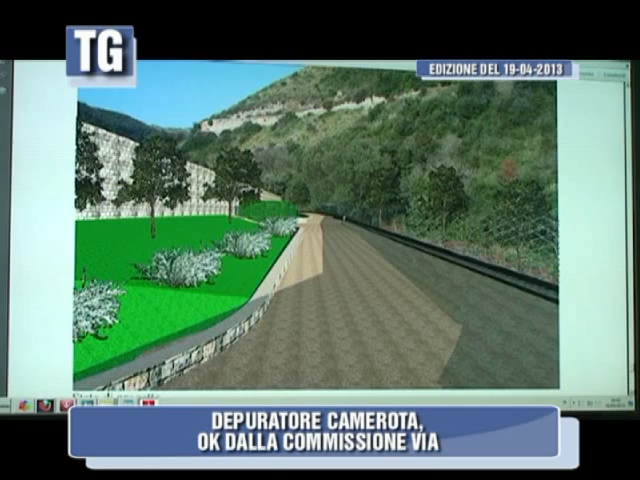 TG
EDIZIONE DEL 19-04-2013
DEPURATORE CAMEROTA,
OK DALLA COMMISSIONE VIA